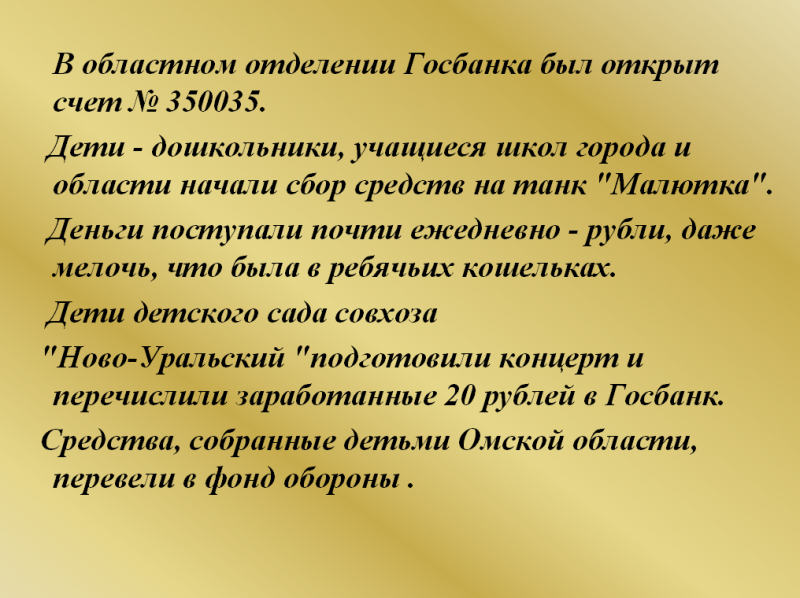 В областном отделении Госбанка был открыт
счет № 350035.
Дети - дошкольники, учащиеся школ города и
области начали сбор средств на танк "Малютка".
Деньги поступали почти ежедневно - рубли, даже
мелочь, что была в ребячьих кошельках.
Дети детского сада совхоза
"Ново-Уральский "подготовили концерт и
перечислили заработанные 20 рублей в Госбанк.
Средства, собранные детьми Омской области,
перевели в фонд обороны .